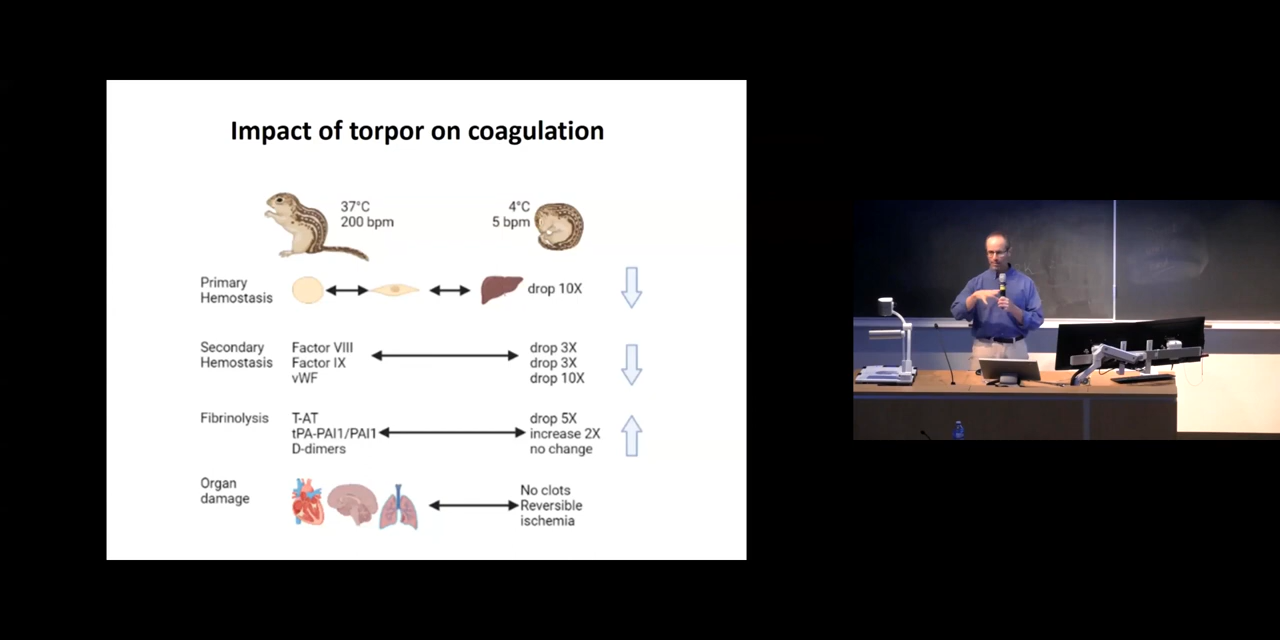 Impact of torpor on coagulation
37°C
200 bpm
4°C
5 bpm
Primary
Hemostasis
drop 10X
Secondary
Hemostasis
Factor VIII
Factor IX
vWF
drop 3X
drop 3X
drop 10X
Fibrinolysis
T-AT
tPA-PAI1/PAI1
D-dimers
drop 5X
increase 2X
no change
Organ
damage
No clots
Reversible
ischemia